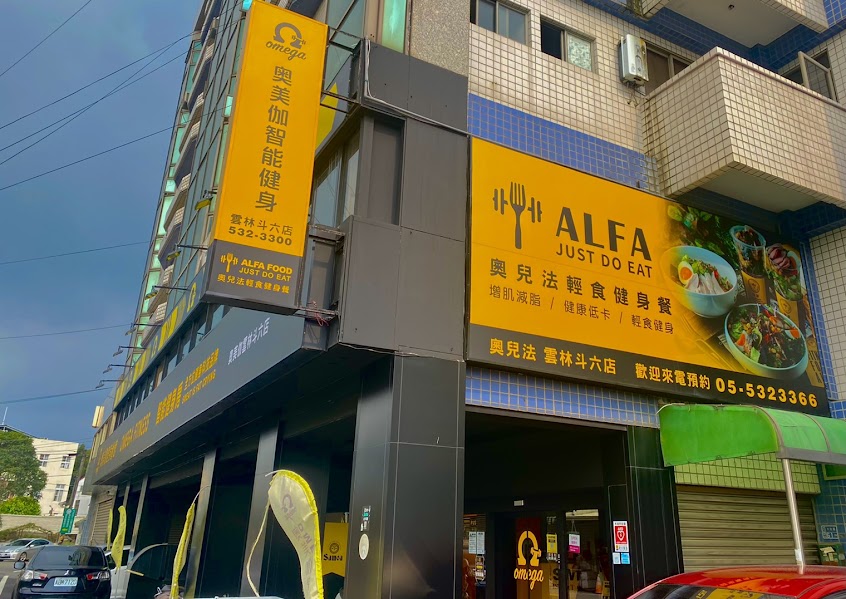 omega
奧美伽智能健身
雲林斗六店
532-3300
ALFA FOOD
JUST DO EAT
奧兒法輕食健身餐
ALFA
JUST DO EAT
奧兒法輕食健身餐
增肌減脂 / 健康低卡 / 輕食健身
奧兒法 雲林斗六店 歡迎來電預約 05-5323366
OMEGA FITNESS
omega